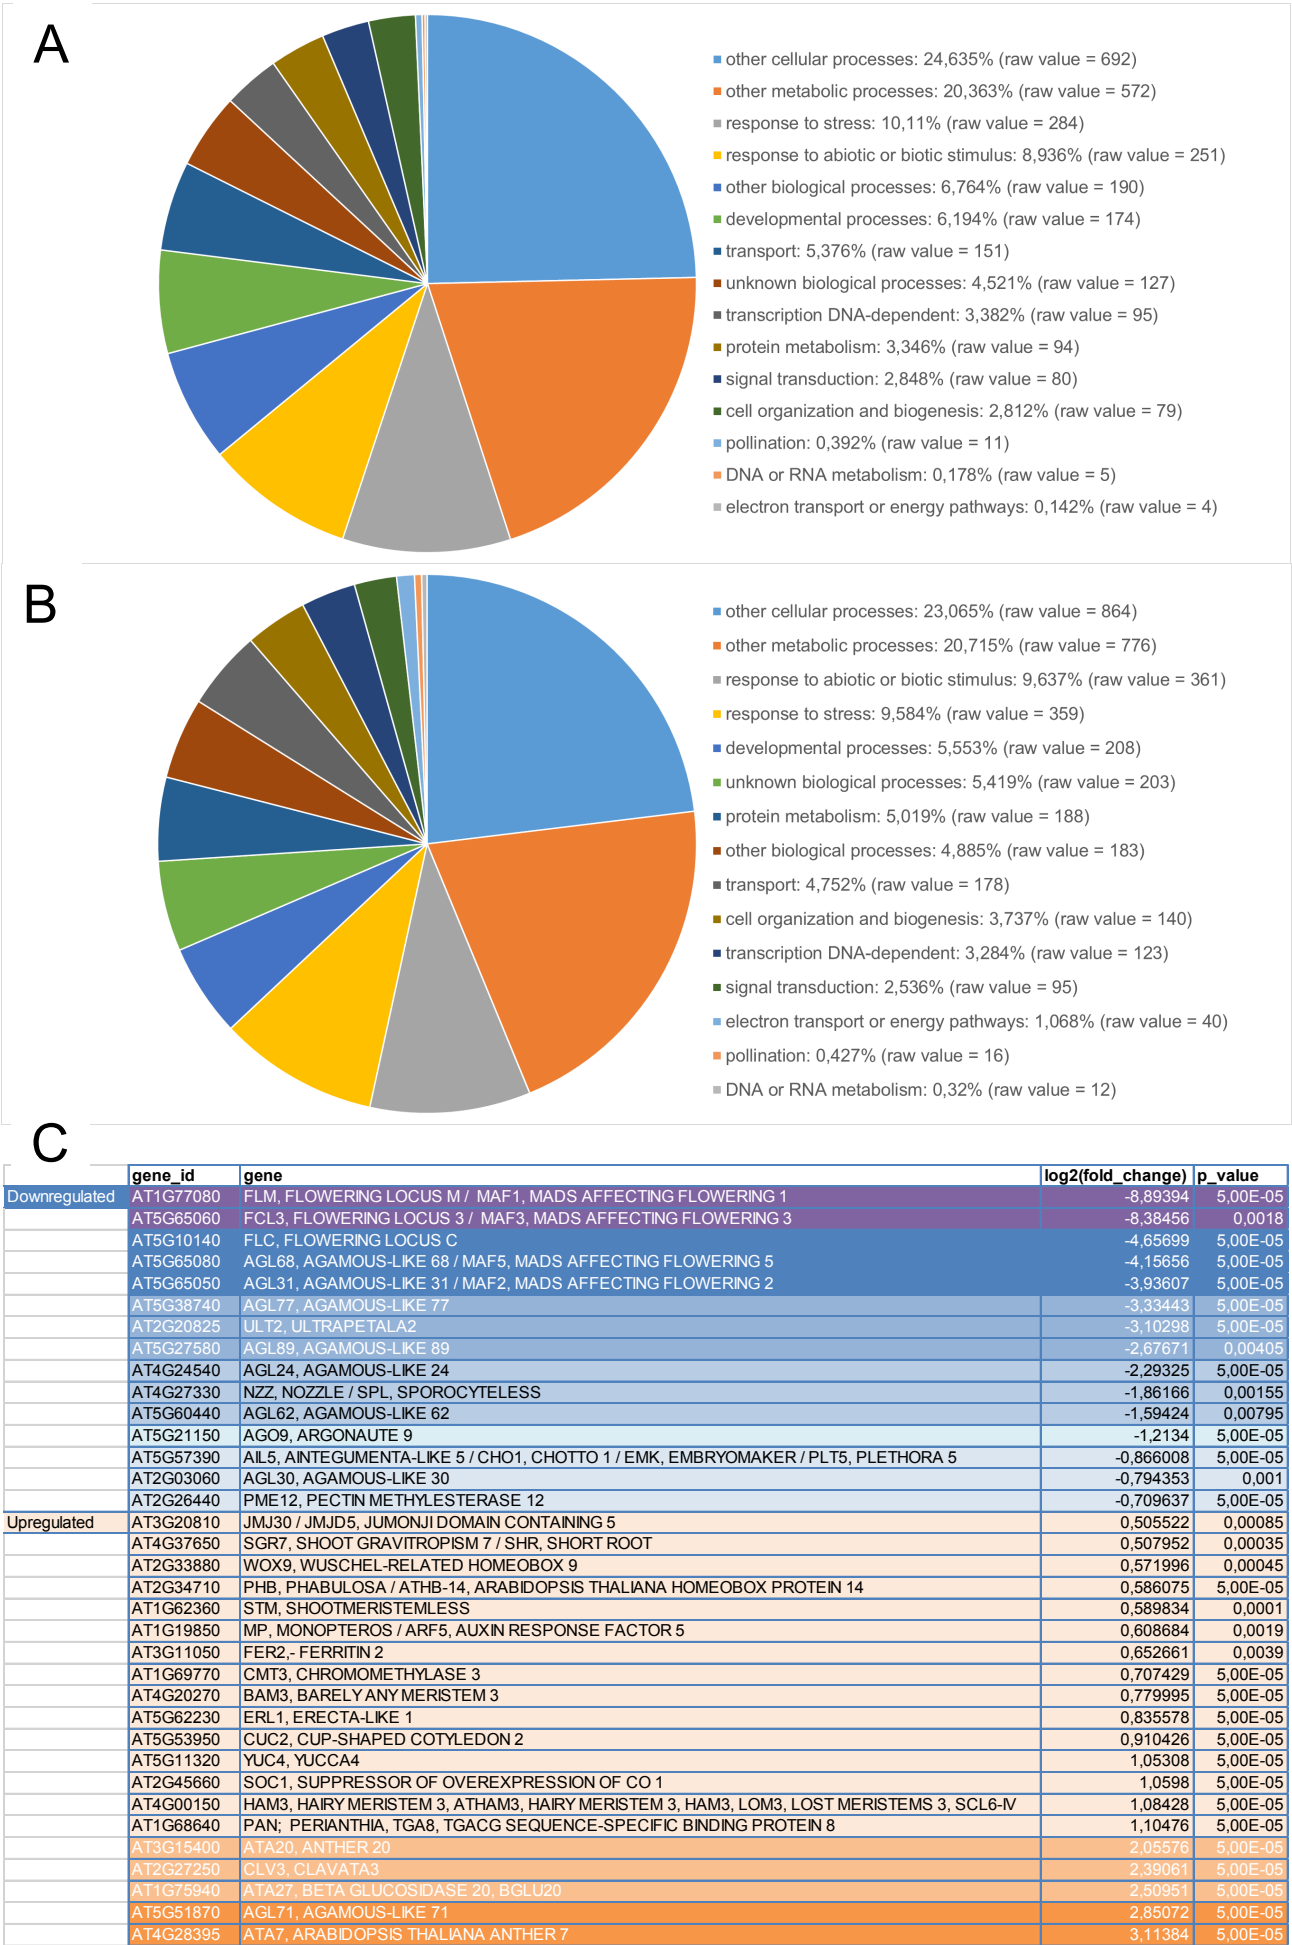 A
other cellular processes: 24,635% (raw value = 692)
other metabolic processes: 20,363% (raw value = 572)
response to stress: 10,11% (raw value = 284)
response to abiotic or biotic stimulus: 8,936% (raw value = 251)
other biological processes: 6,764% (raw value = 190)
developmental processes: 6,194% (raw value = 174)
transport: 5,376% (raw value = 151)
unknown biological processes: 4,521% (raw value = 127)
transcription DNA-dependent: 3,382% (raw value = 95)
protein metabolism: 3,346% (raw value = 94)
signal transduction: 2,848% (raw value = 80)
cell organization and biogenesis: 2,812% (raw value = 79)
pollination: 0,392% (raw value = 11)
DNA or RNA metabolism: 0,178% (raw value = 5)
electron transport or energy pathways: 0,142% (raw value = 4)
B
other cellular processes: 23,065% (raw value = 864)
other metabolic processes: 20,715% (raw value = 776)
response to abiotic or biotic stimulus: 9,637% (raw value = 361)
response to stress: 9,584% (raw value = 359)
developmental processes: 5,553% (raw value = 208)
unknown biological processes: 5,419% (raw value = 203)
protein metabolism: 5,019% (raw value = 188)
other biological processes: 4,885% (raw value = 183)
transport: 4,752% (raw value = 178)
cell organization and biogenesis: 3,737% (raw value = 140)
transcription DNA-dependent: 3,284% (raw value = 123)
signal transduction: 2,536% (raw value = 95)
electron transport or energy pathways: 1,068% (raw value = 40)
pollination: 0,427% (raw value = 16)
DNA or RNA metabolism: 0,32% (raw value = 12)
C
gene_id gene log2(fold_change) p_value
Downregulated AT1G77080 FLM, FLOWERING LOCUS M / MAF1, MADS AFFECTING FLOWERING 1 -8,89394 5,00E-05
AT5G65060 FCL3, FLOWERING LOCUS 3 / MAF3, MADS AFFECTING FLOWERING 3 -8,38456 0,0018
AT5G10140 FLC, FLOWERING LOCUS C -4,65699 5,00E-05
AT5G65080 AGL68, AGAMOUS-LIKE 68 / MAF5, MADS AFFECTING FLOWERING 5 -4,15656 5,00E-05
AT5G65050 AGL31, AGAMOUS-LIKE 31 / MAF2, MADS AFFECTING FLOWERING 2 -3,93607 5,00E-05
AT5G38740 AGL77, AGAMOUS-LIKE 77 -3,33443 5,00E-05
AT2G20825 ULT2, ULTRAPETALA2 -3,10298 5,00E-05
AT5G27580 AGL89, AGAMOUS-LIKE 89 -2,67671 0,00405
AT4G24540 AGL24, AGAMOUS-LIKE 24 -2,29325 5,00E-05
AT4G27330 NZZ, NOZZLE / SPL, SPOROCYTELESS -1,86166 0,00155
AT5G60440 AGL62, AGAMOUS-LIKE 62 -1,59424 0,00795
AT5G21150 AGO9, ARGONAUTE 9 -1,2134 5,00E-05
AT5G57390 AIL5, AINTEGUMENTA-LIKE 5 / CHO1, CHOTTO 1 / EMK, EMBRYOMAKER / PLT5, PLETHORA 5 -0,866008 5,00E-05
AT2G03060 AGL30, AGAMOUS-LIKE 30 -0,794353 0,001
AT2G26440 PME12, PECTIN METHYLESTERASE 12 -0,709637 5,00E-05
Upregulated AT3G20810 JMJ30 / JMJD5, JUMONJI DOMAIN CONTAINING 5 0,505522 0,00085
AT4G37650 SGR7, SHOOT GRAVITROPISM 7 / SHR, SHORT ROOT 0,507952 0,00035
AT2G33880 WOX9, WUSCHEL-RELATED HOMEOBOX 9 0,571996 0,00045
AT2G34710 PHB, PHABULOSA / ATHB-14, ARABIDOPSIS THALIANA HOMEOBOX PROTEIN 14 0,586075 5,00E-05
AT1G62360 STM, SHOOTMERISTEMLESS 0,589834 0,0001
AT1G19850 MP, MONOPTEROS / ARF5, AUXIN RESPONSE FACTOR 5 0,608684 0,0019
AT3G11050 FER2,- FERRITIN 2 0,652661 0,0039
AT1G69770 CMT3, CHROMOMETHYLASE 3 0,707429 5,00E-05
AT4G20270 BAM3, BARELY ANY MERISTEM 3 0,779995 5,00E-05
AT5G62230 ERL1, ERECTA-LIKE 1 0,835578 5,00E-05
AT5G53950 CUC2, CUP-SHAPED COTYLEDON 2 0,910426 5,00E-05
AT5G11320 YUC4, YUCCA4 1,05308 5,00E-05
AT2G45660 SOC1, SUPPRESSOR OF OVEREXPRESSION OF CO 1 1,0598 5,00E-05
AT4G00150 HAM3, HAIRY MERISTEM 3, ATHAM3, HAIRY MERISTEM 3, HAM3, LOM3, LOST MERISTEMS 3, SCL6-IV 1,08428 5,00E-05
AT1G68640 PAN; PERIANTHIA, TGA8, TGACG SEQUENCE-SPECIFIC BINDING PROTEIN 8 1,10476 5,00E-05
AT3G15400 ATA20, ANTHER 20 2,05576 5,00E-05
AT2G27250 CLV3, CLAVATA3 2,39061 5,00E-05
AT1G75940 ATA27, BETA GLUCOSIDASE 20, BGLU20 2,50951 5,00E-05
AT5G51870 AGL71, AGAMOUS-LIKE 71 2,85072 5,00E-05
AT4G28395 ATA7, ARABIDOPSIS THALIANA ANTHER 7 3,11384 5,00E-05